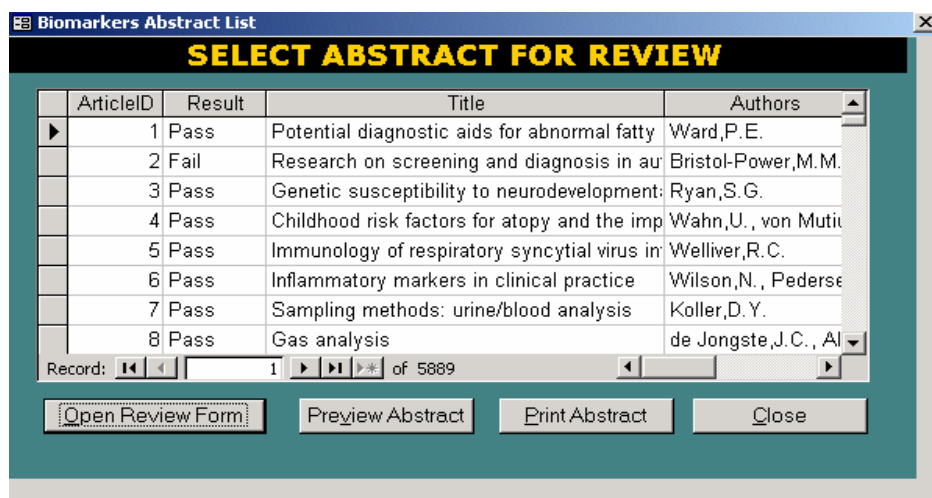 Biomarkers Abstract List
SELECT ABSTRACT FOR REVIEW
ArticleID Result Title Authors
1 Pass Potential diagnostic aids for abnormal fatty Ward,P.E.
2 Fail Research on screening and diagnosis in au Bristol-Power,M.M.
3 Pass Genetic susceptibility to neurodevelopment Ryan,S.G.
4 Pass Childhood risk factors for atopy and the imp Wahn,U., von Mutiu
5 Pass Immunology of respiratory syncytial virus in Welliver,R.C.
6 Pass Inflammatory markers in clinical practice Wilson,N., Pederse
7 Pass Sampling methods: urine/blood analysis Koller,D.Y.
8 Pass Gas analysis de Jongste,J.C., Al
Record: 1 of 5889
Open Review Form Preview Abstract Print Abstract Close